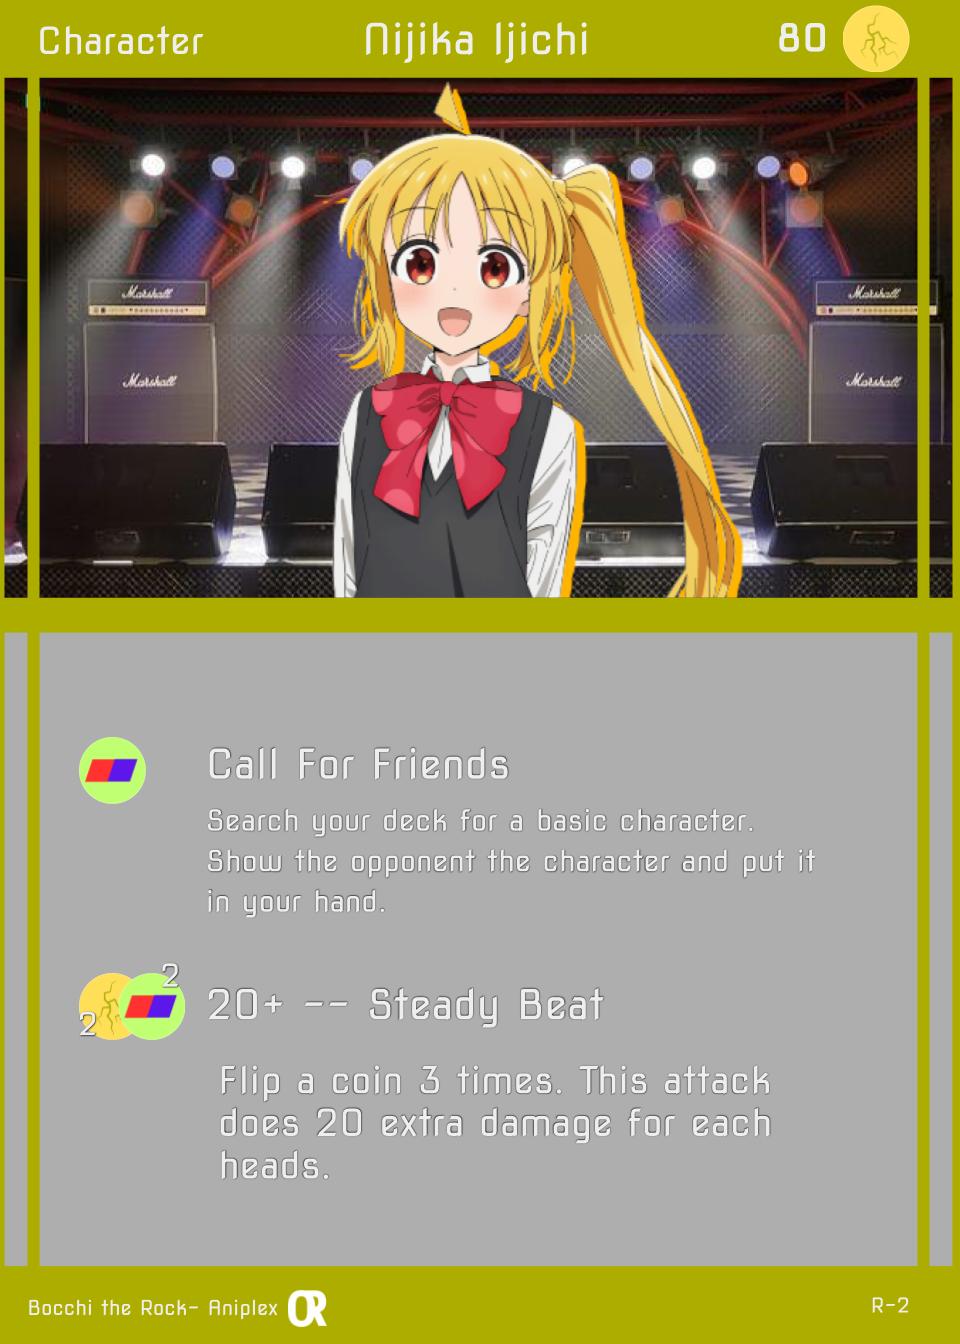 Character Nijika Ijichi 80
Marshall Marshall
Marshall Marshall
Call For Friends
Search your deck for a basic character.
Show the opponent the character and put it
in your hand.
2 2 20+ -- Steady Beat
Flip a coin 3 times. This attack
does 20 extra damage for each
heads.
Bocchi the Rock- Aniplex OR R-2